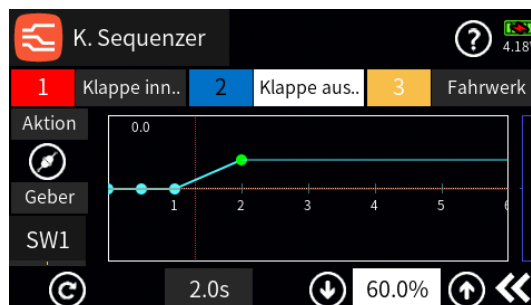 K. Sequenzer
?
4.18
1 Klappe inn.. 2 Klappe aus.. 3 Fahrwerk
Aktion
0.0
Geber
1 2 3 4 5 6
SW1
2.0s 60.0%